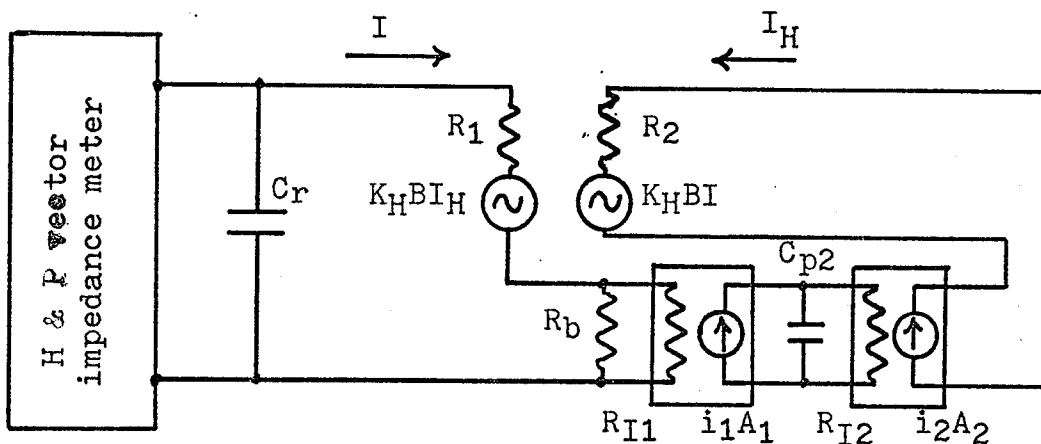 H & P vector
impedance meter
I
I_H
R_1
R_2
C_r
K_HBI_H
K_HBI
C_p2
R_b
R_I1
i_1A_1
R_I2
i_2A_2